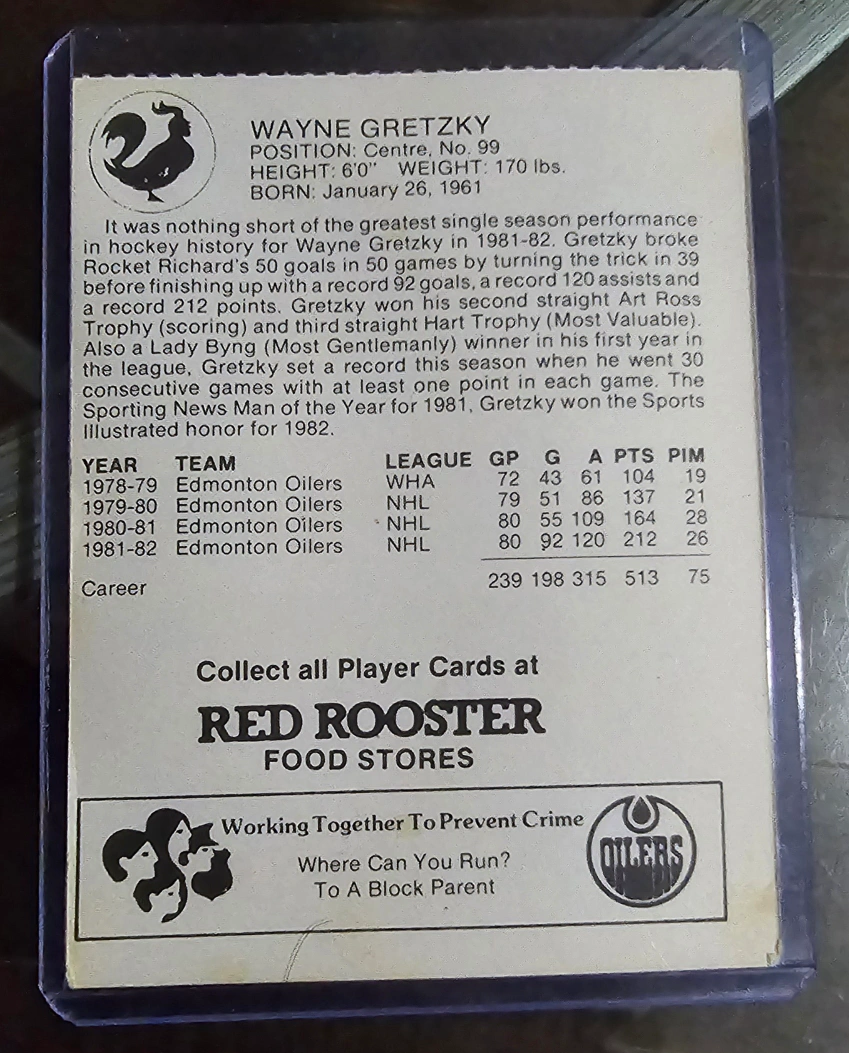 WAYNE GRETZKY
POSITION: Centre, No. 99
HEIGHT: 6'0" WEIGHT: 170 lbs.
BORN: January 26, 1961
It was nothing short of the greatest single season performance
in hockey history for Wayne Gretzky in 1981-82. Gretzky broke
Rocket Richard's 50 goals in 50 games by turning the trick in 39
before finishing up with a record 92 goals, a record 120 assists and
a record 212 points. Gretzky won his second straight Art Ross
Trophy (scoring) and third straight Hart Trophy (Most Valuable).
Also a Lady Byng (Most Gentlemanly) winner in his first year in
the league, Gretzky set a record this season when he went 30
consecutive games with at least one point in each game. The
Sporting News Man of the Year for 1981, Gretzky won the Sports
Illustrated honor for 1982.
YEAR TEAM LEAGUE GP G A PTS PIM
1978-79 Edmonton Oilers WHA 72 43 61 104 19
1979-80 Edmonton Oilers NHL 79 51 86 137 21
1980-81 Edmonton Oilers NHL 80 55 109 164 28
1981-82 Edmonton Oilers NHL 80 92 120 212 26
Career 239 198 315 513 75
Collect all Player Cards at
RED ROOSTER
FOOD STORES
Working Together To Prevent Crime
Where Can You Run?
To A Block Parent
OILERS